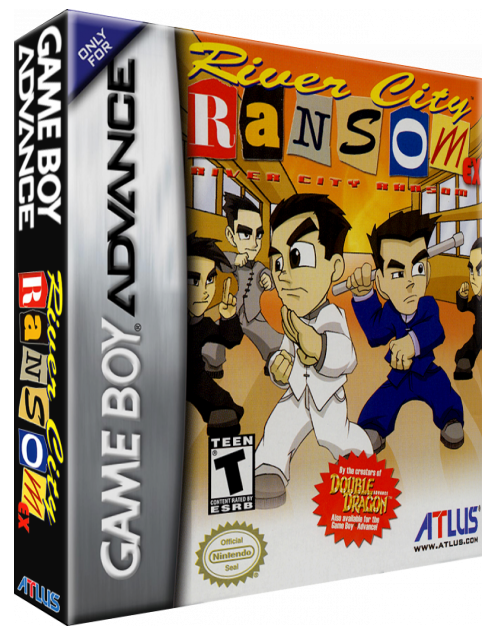 GAME BOY
ADVANCE
River City
RANSOM
EX
ATLUS
ONLY
FOR
GAME BOY ADVANCE
River City
RANSOM
EX
RIVER CITY RANSOM
TEEN
T
CONTENT RATED BY
ESRB
Official
Nintendo
Seal
By the creators of
DOUBLE
DRAGON
Also available for the
Game Boy Advance!
ATLUS
WWW.ATLUS.COM